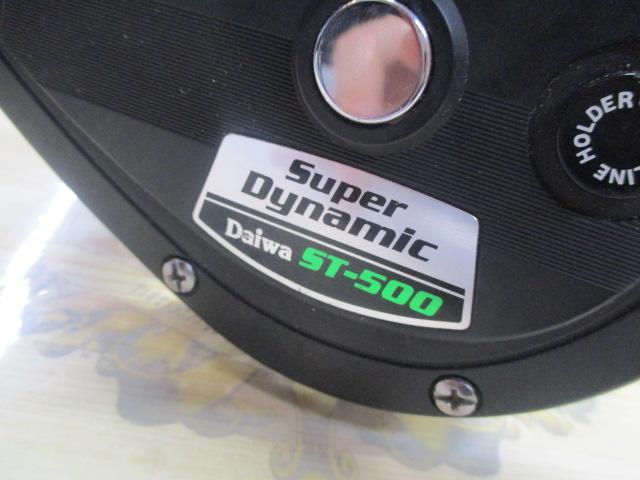 Super
Dynamic
Daiwa ST-500
LINE HOLDER